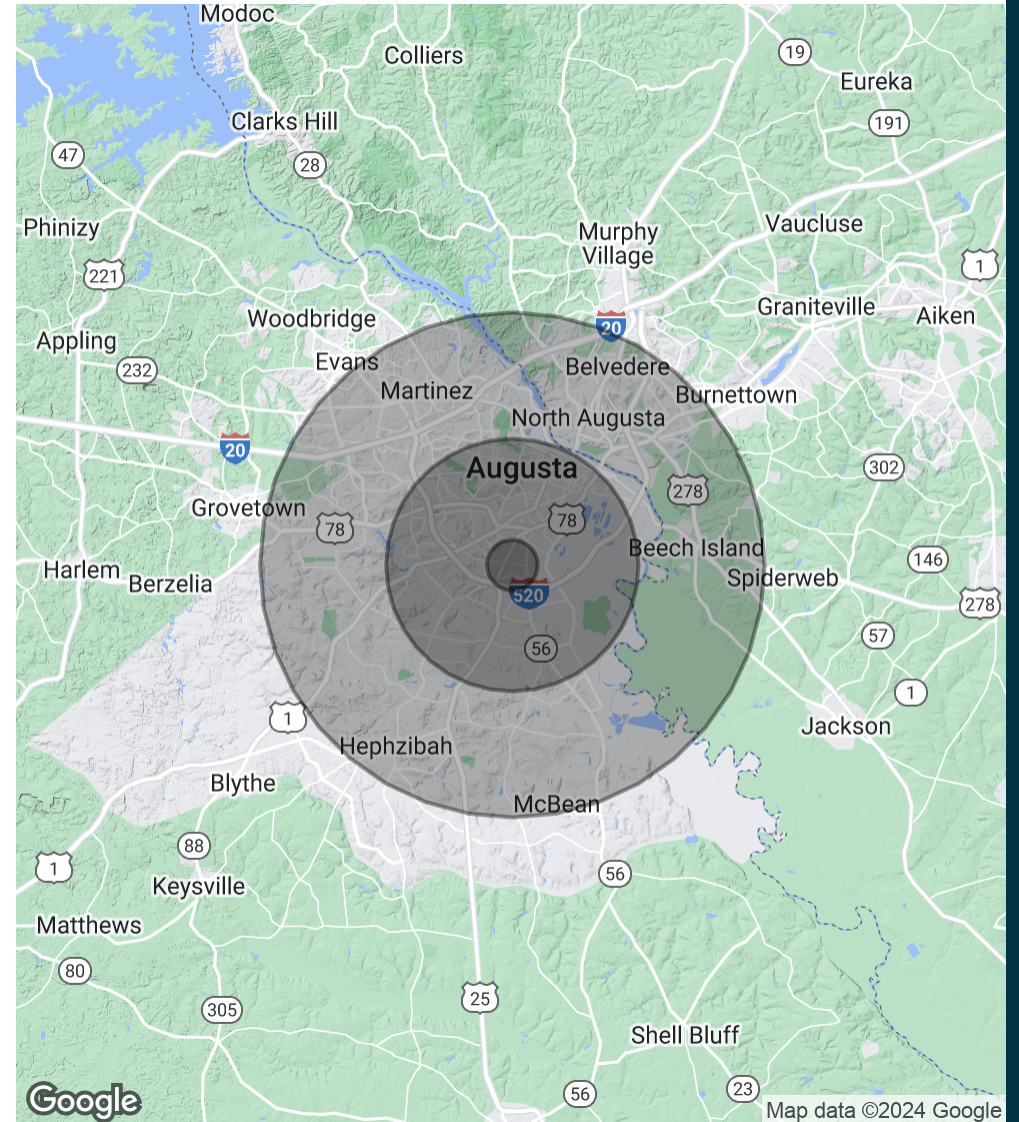 Modoc
Colliers
19
Eureka
Clarks Hill
191
47
28
Phinizy
Murphy
Village
Vaucluse
221
1
Graniteville
Aiken
Woodbridge
20
Appling
Evans
232
Belvedere
Martinez
Burnettown
North Augusta
20
Augusta
302
278
Grovetown
78
78
Beech Island
146
Harlem
Berzelia
Spiderweb
520
278
57
56
1
1
Jackson
Hephzibah
Blythe
McBean
88
1
56
Keysville
Matthews
80
25
305
Shell Bluff
23
56
Google
Map data ©2024 Google